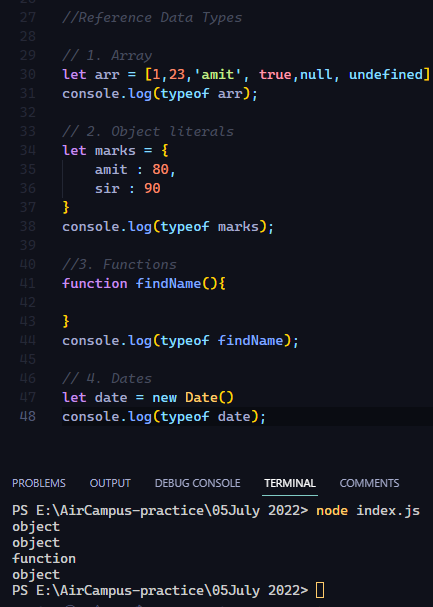 27 //Reference Data Types
28
29 // 1. Array
30 let arr = [1,23,'amit', true,null, undefined]
31 console.log(typeof arr);
32
33 // 2. Object literals
34 let marks = {
35 amit : 80,
36 sir : 90
37 }
38 console.log(typeof marks);
39
40 //3. Functions
41 function findName(){
42
43 }
44 console.log(typeof findName);
45
46 // 4. Dates
47 let date = new Date()
48 console.log(typeof date);
PROBLEMS OUTPUT DEBUG CONSOLE TERMINAL COMMENTS
PS E:\AirCampus-practice\05July 2022> node index.js
object
object
function
object
PS E:\AirCampus-practice\05July 2022>